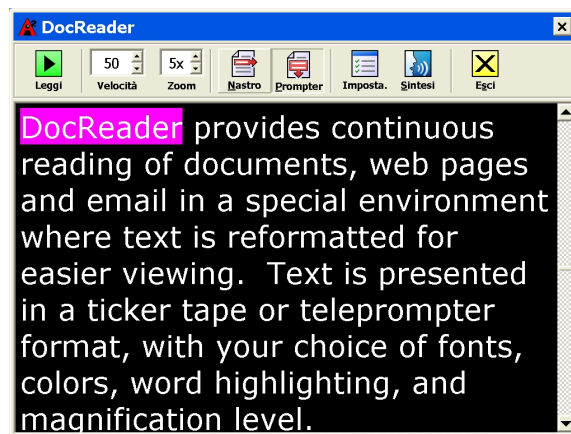 DocReader
50
5x
Leggi Velocità Zoom Nastro Prompter Imposta. Sintesi Esci
DocReader provides continuous
reading of documents, web pages
and email in a special environment
where text is reformatted for
easier viewing.  Text is presented
in a ticker tape or teleprompter
format, with your choice of fonts,
colors, word highlighting, and
magnification level.